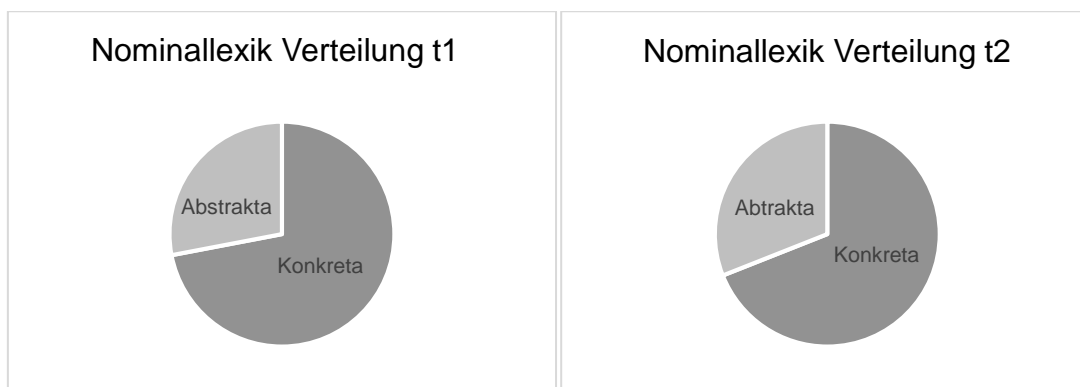 Nominallexik Verteilung t1
Abstrakta
Konkreta
Nominallexik Verteilung t2
Abtrakta
Konkreta